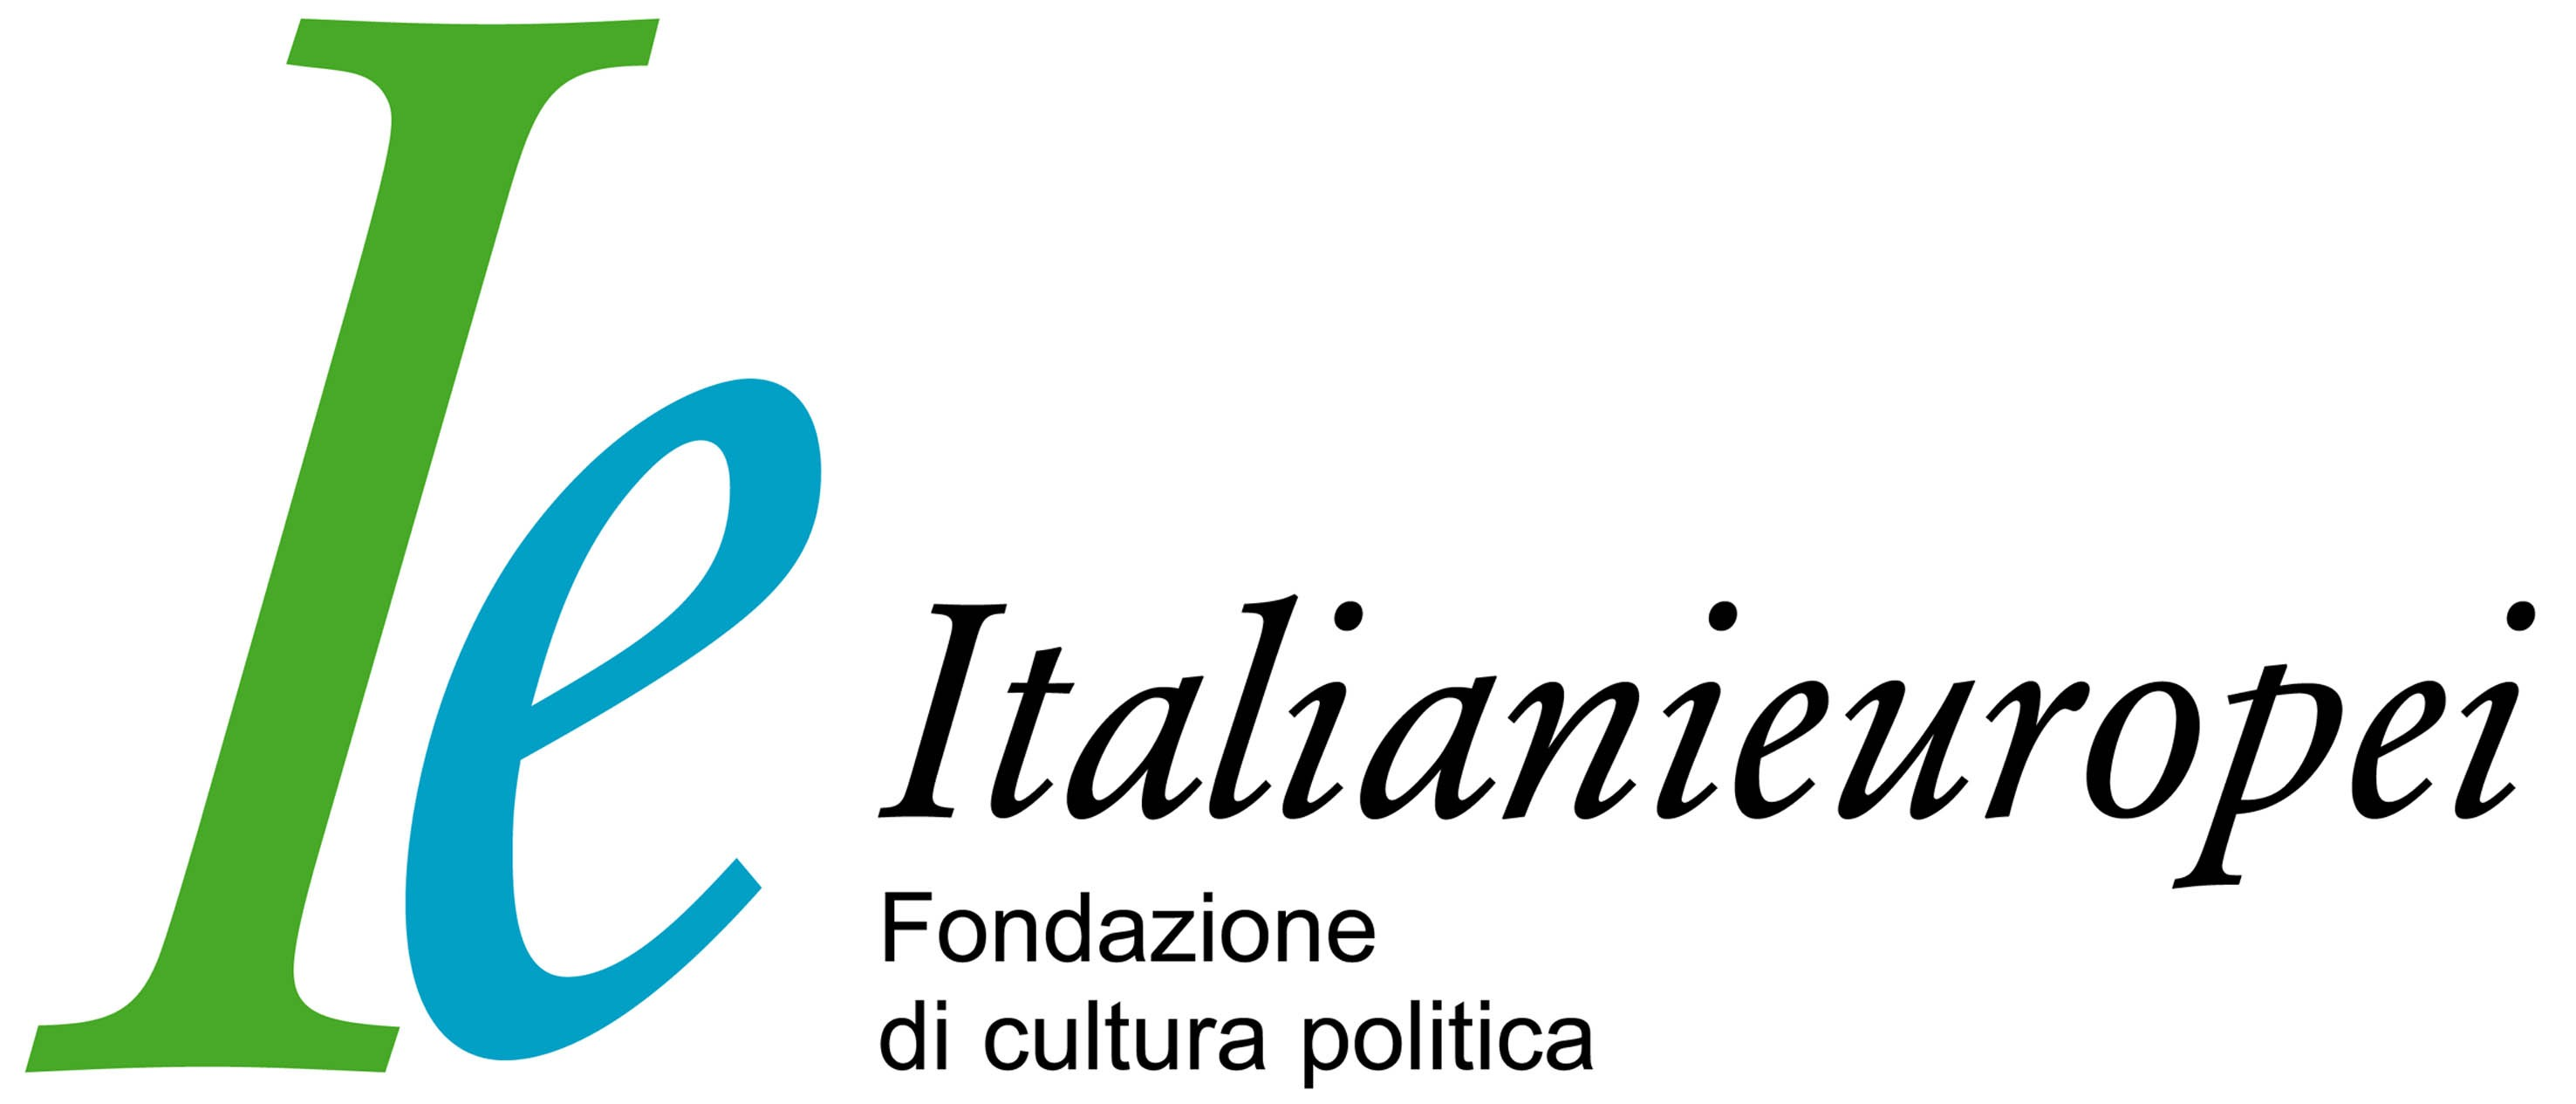 Ie
Italianieuropei
Fondazione
di cultura politica